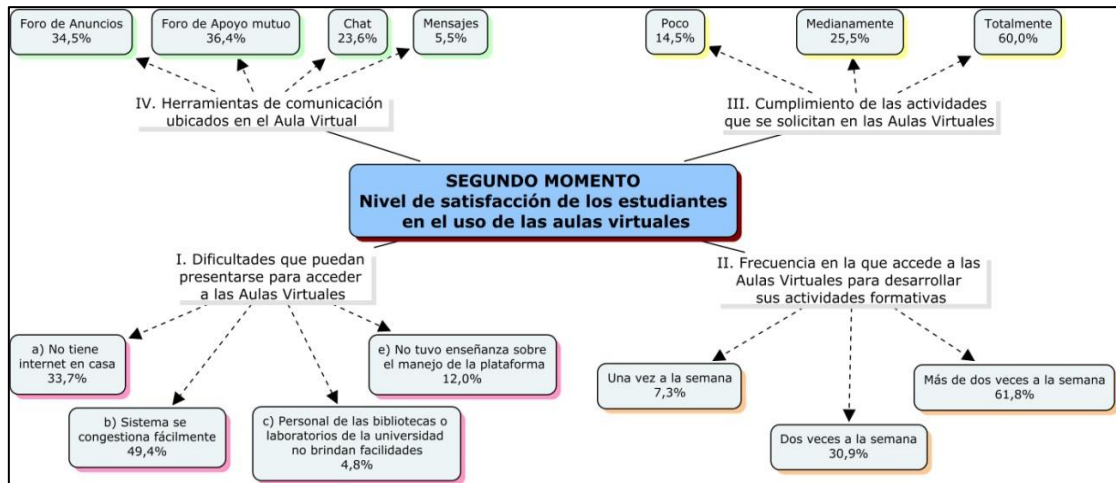 Foro de Anuncios
34,5%
Foro de Apoyo mutuo
36,4%
Chat
23,6%
Mensajes
5,5%
Poco
14,5%
Medianamente
25,5%
Totalmente
60,0%
IV. Herramientas de comunicación
ubicados en el Aula Virtual
III. Cumplimiento de las actividades
que se solicitan en las Aulas Virtuales
SEGUNDO MOMENTO
Nivel de satisfacción de los estudiantes
en el uso de las aulas virtuales
I. Dificultades que puedan
presentarse para acceder
a las Aulas Virtuales
II. Frecuencia en la que accede a las
Aulas Virtuales para desarrollar
sus actividades formativas
a) No tiene
internet en casa
33,7%
b) Sistema se
congestiona fácilmente
49,4%
c) Personal de las bibliotecas o
laboratorios de la universidad
no brindan facilidades
4,8%
e) No tuvo enseñanza sobre
el manejo de la plataforma
12,0%
Una vez a la semana
7,3%
Dos veces a la semana
30,9%
Más de dos veces a la semana
61,8%